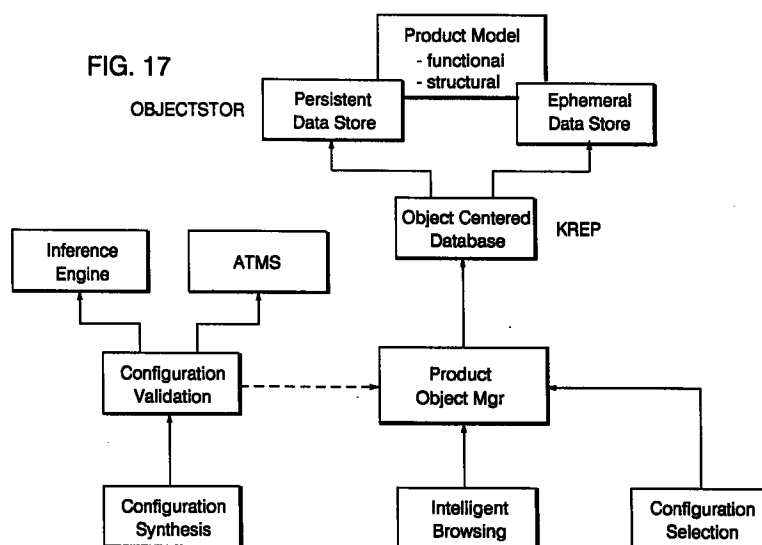 FIG. 17
Product Model
- functional
- structural
OBJECTSTOR
Persistent
Data Store
Ephemeral
Data Store
Object Centered
Database
KREP
Inference
Engine
ATMS
Configuration
Validation
Product
Object Mgr
Configuration
Synthesis
Intelligent
Browsing
Configuration
Selection